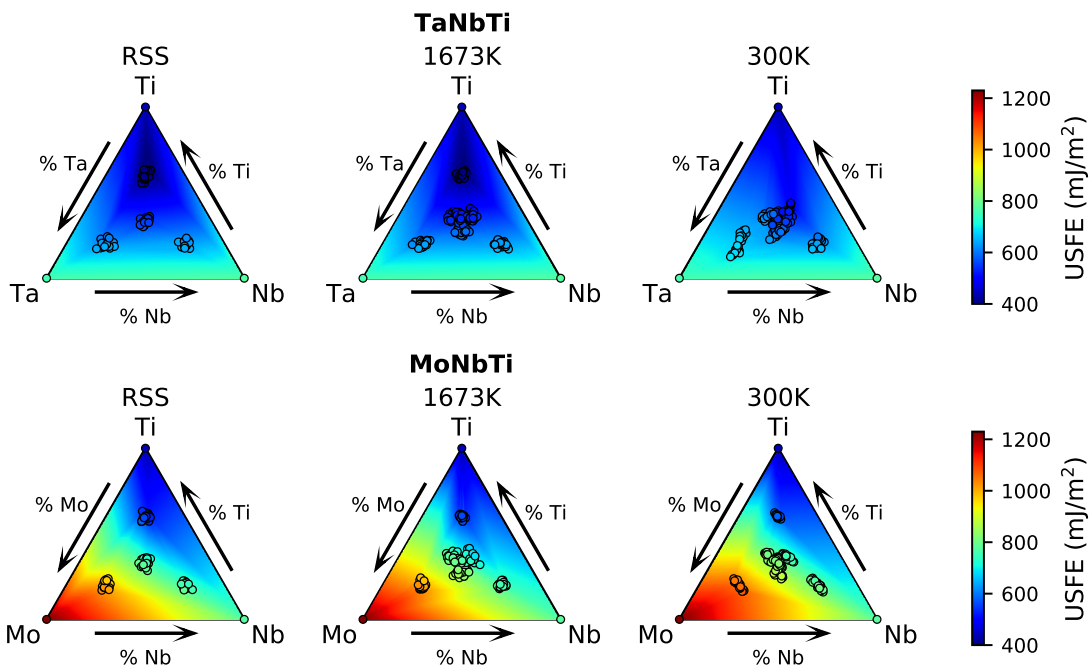 TaNbTi
RSS
1673K
300K
Ti
Ti
Ti
% Ta
% Ti
% Ta
% Ti
% Ta
% Ti
Ta
Nb
Ta
Nb
Ta
Nb
% Nb
% Nb
% Nb
1200
1000
800
600
400
USFE (mJ/m²)
MoNbTi
RSS
1673K
300K
Ti
Ti
Ti
% Mo
% Ti
% Mo
% Ti
% Mo
% Ti
Mo
Nb
Mo
Nb
Mo
Nb
% Nb
% Nb
% Nb
1200
1000
800
600
400
USFE (mJ/m²)